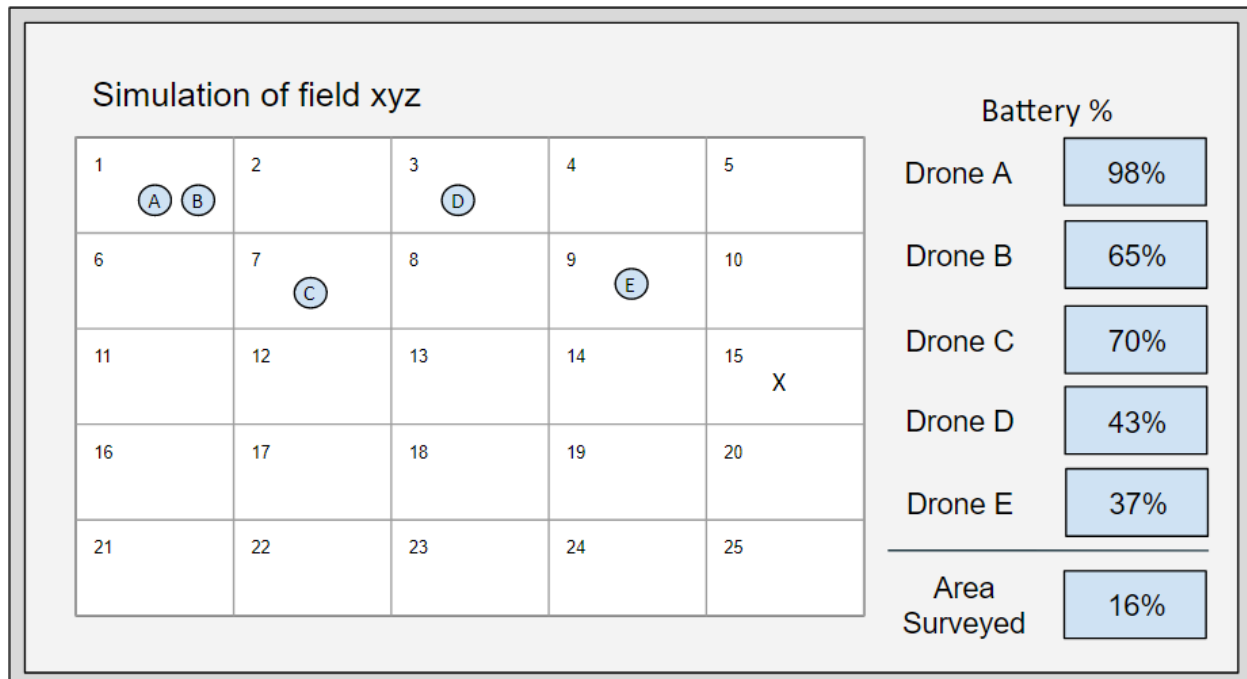 Simulation of field xyz
Battery %
1 A B 2 3 D 4 5
6 7 C 8 9 E 10
11 12 13 14 15 X
16 17 18 19 20
21 22 23 24 25
Drone A 98%
Drone B 65%
Drone C 70%
Drone D 43%
Drone E 37%
Area
Surveyed 16%